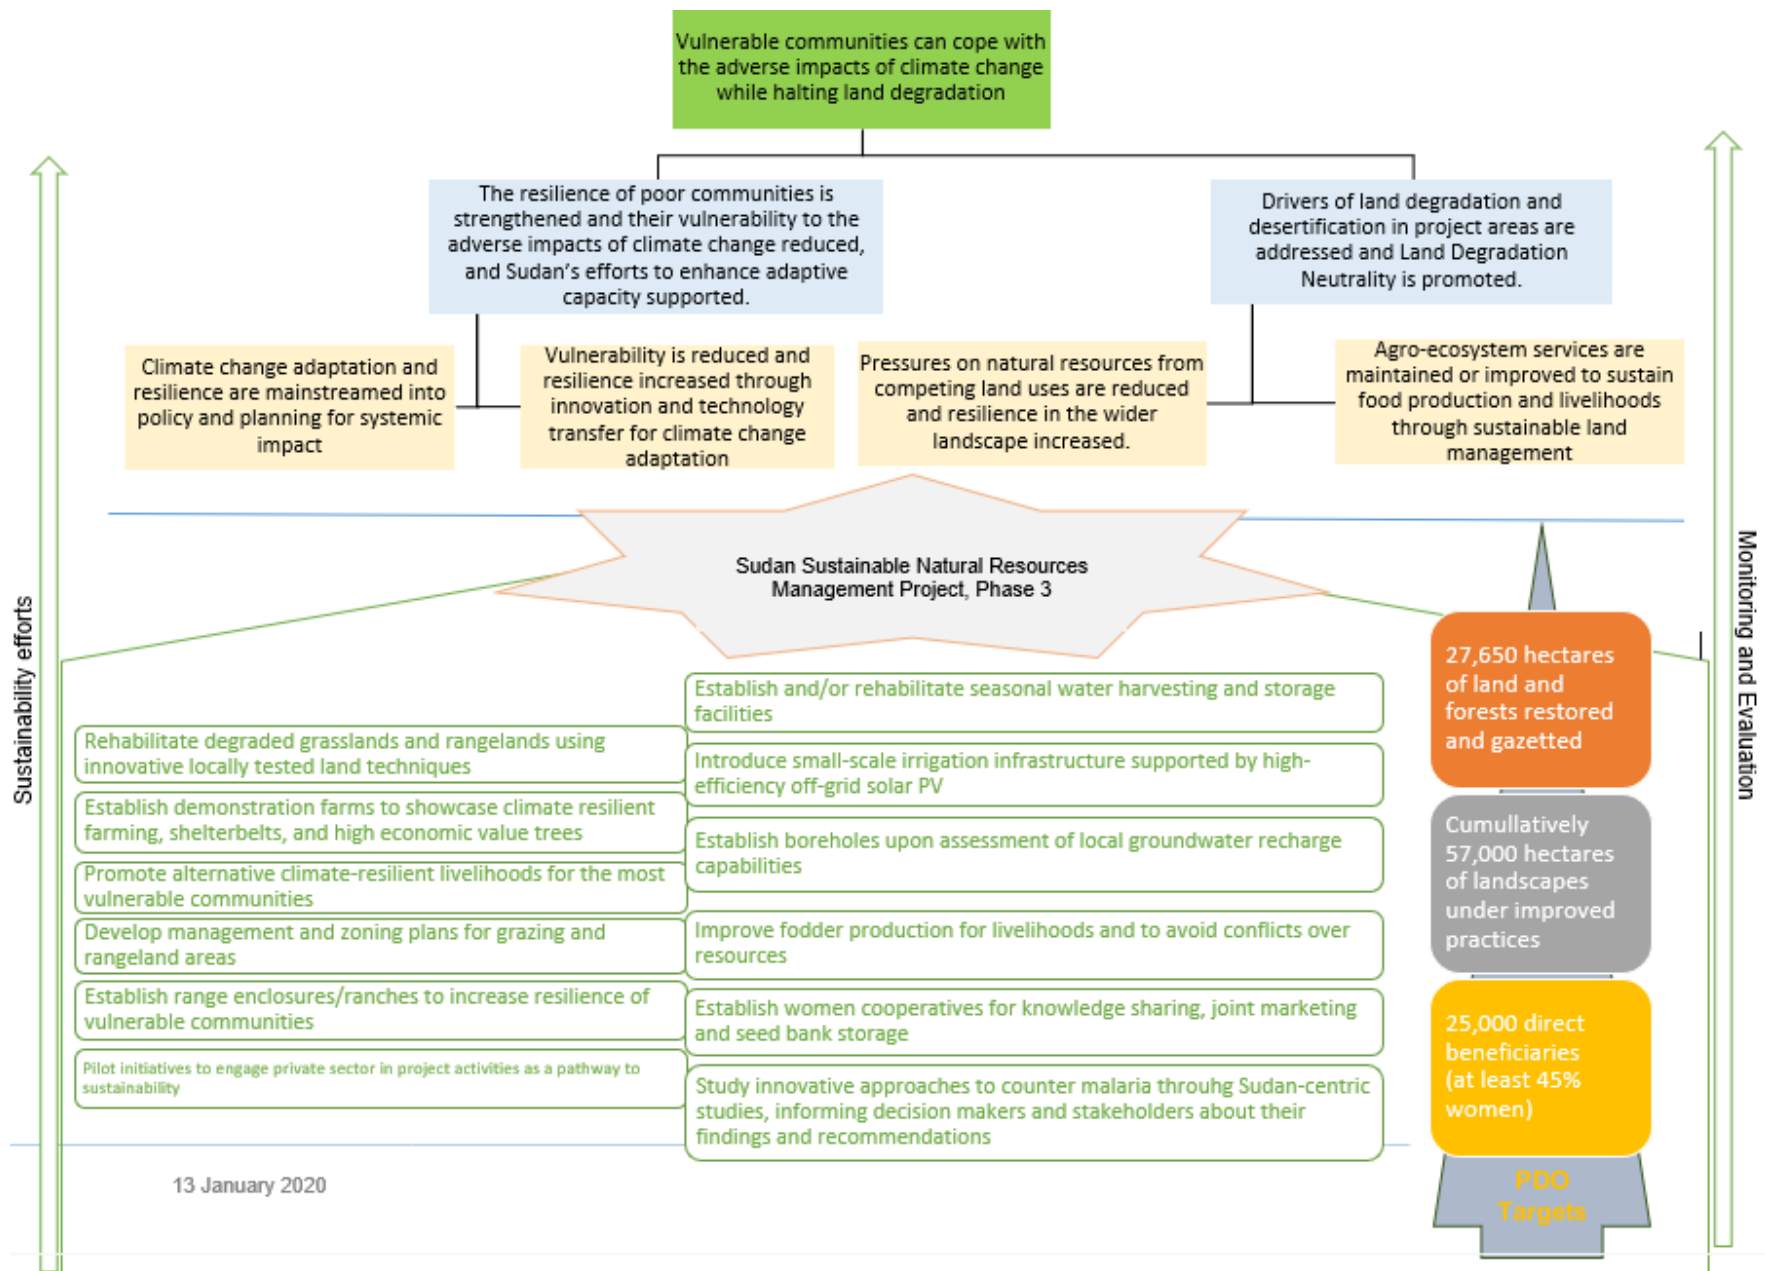 Vulnerable communities can cope with
the adverse impacts of climate change
while halting land degradation
The resilience of poor communities is
strengthened and their vulnerability to the
adverse impacts of climate change reduced,
and Sudan's efforts to enhance adaptive
capacity supported.
Drivers of land degradation and
desertification in project areas are
addressed and Land Degradation
Neutrality is promoted.
Climate change adaptation and
resilience are mainstreamed into
policy and planning for systemic
impact
Vulnerability is reduced and
resilience increased through
innovation and technology
transfer for climate change
adaptation
Pressures on natural resources from
competing land uses are reduced
and resilience in the wider
landscape increased.
Agro-ecosystem services are
maintained or improved to sustain
food production and livelihoods
through sustainable land
management
Sustainability efforts
Monitoring and Evaluation
Sudan Sustainable Natural Resources
Management Project, Phase 3
Rehabilitate degraded grasslands and rangelands using
innovative locally tested land techniques
Establish demonstration farms to showcase climate resilient
farming, shelterbelts, and high economic value trees
Promote alternative climate-resilient livelihoods for the most
vulnerable communities
Develop management and zoning plans for grazing and
rangeland areas
Establish range enclosures/ranches to increase resilience of
vulnerable communities
Pilot initiatives to engage private sector in project activities as a pathway to
sustainability
Establish and/or rehabilitate seasonal water harvesting and storage
facilities
Introduce small-scale irrigation infrastructure supported by high-
efficiency off-grid solar PV
Establish boreholes upon assessment of local groundwater recharge
capabilities
Improve fodder production for livelihoods and to avoid conflicts over
resources
Establish women cooperatives for knowledge sharing, joint marketing
and seed bank storage
Study innovative approaches to counter malaria throuhg Sudan-centric
studies, informing decision makers and stakeholders about their
findings and recommendations
27,650 hectares
of land and
forests restored
and gazetted
Cumullatively
57,000 hectares
of landscapes
under improved
practices
25,000 direct
beneficiaries
(at least 45%
women)
PDO
Targets
13 January 2020